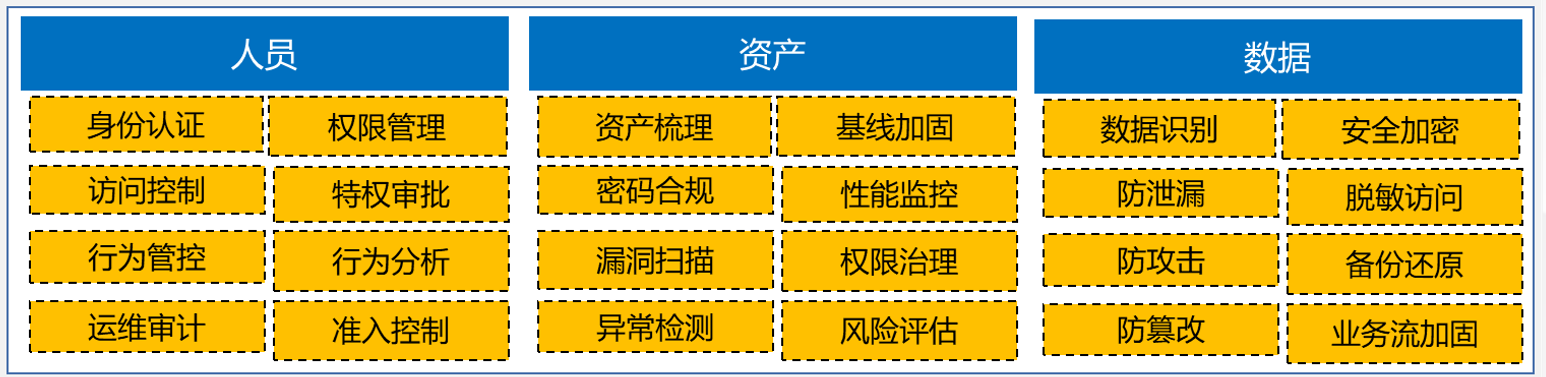 人员
身份认证
权限管理
访问控制
特权审批
行为管控
行为分析
运维审计
准入控制
资产
资产梳理
基线加固
密码合规
性能监控
漏洞扫描
权限治理
异常检测
风险评估
数据
数据识别
安全加密
防泄漏
脱敏访问
防攻击
备份还原
防篡改
业务流加固